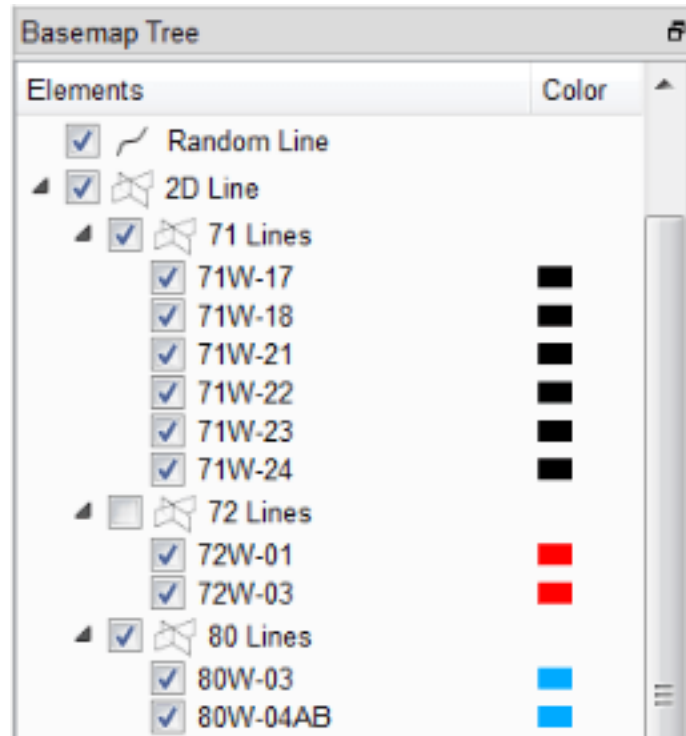 Basemap Tree
Elements Color
Random Line
2D Line
71 Lines
71W-17
71W-18
71W-21
71W-22
71W-23
71W-24
72 Lines
72W-01
72W-03
80 Lines
80W-03
80W-04AB